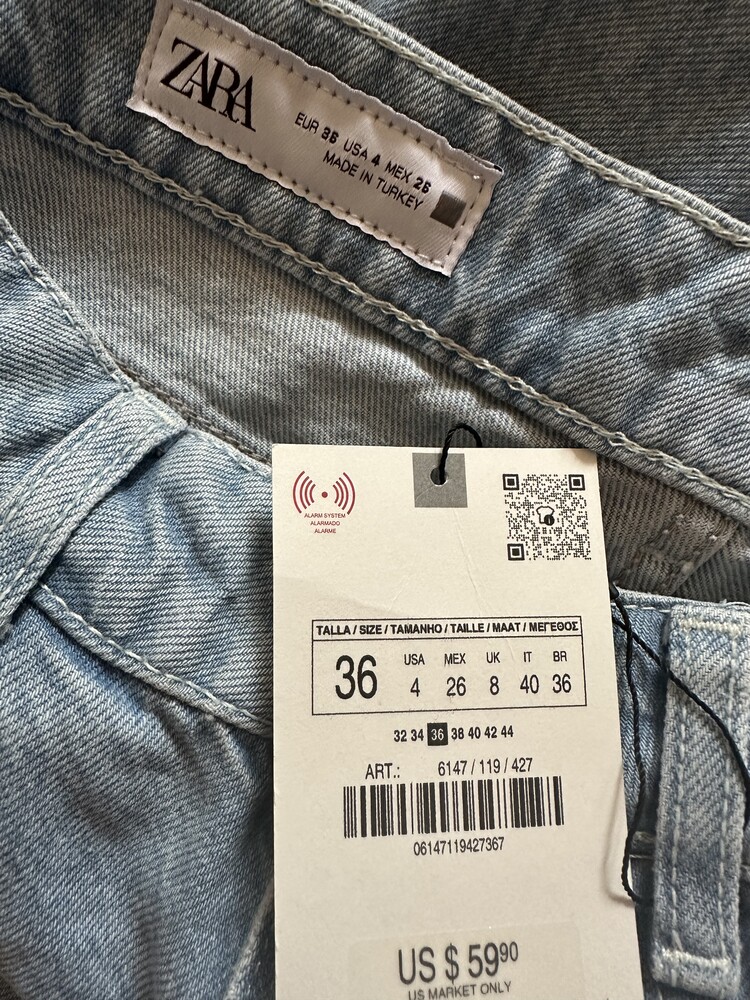 ZARA
EUR 36 USA 4 MEX 26
MADE IN TURKEY
ALARM SYSTEM
ALARMADO
ALARME
TALLA / SIZE / TAMANHO / TAILLE / MAAT / ΜΕΓΕΘΟΣ
36
USA MEX UK IT BR
4 26 8 40 36
32 34 36 38 40 42 44
ART.: 6147 / 119 / 427
06147119427367
US $ 59⁹⁰
US MARKET ONLY